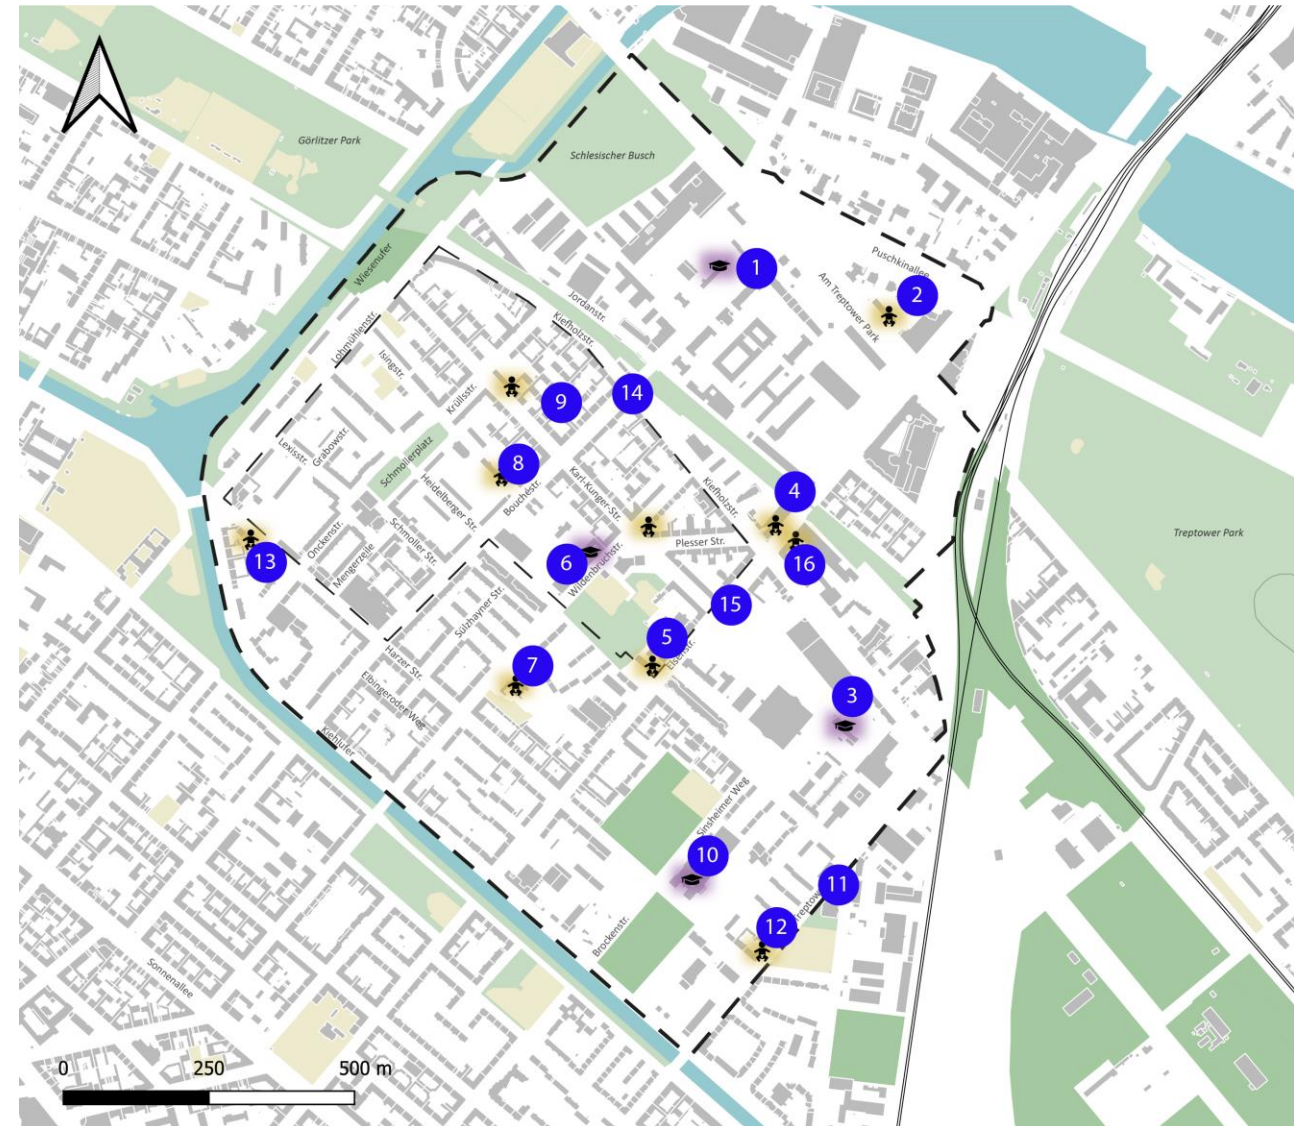 Görlitzer Park
Schlesischer Busch
Wiesenufer
Puschkinallee
1
2
Am Treptower Park
Jordanstr.
Kiefholzstr.
Lohmühlenstr.
Isingstr.
Krüllsstr.
9
14
Lexisstr.
Grabowstr.
Schmollerplatz
8
Heidelberger Str.
Bouchéstr.
Karl-Kunger-Str.
Kiefholzstr.
4
Treptower Park
Onckenstr.
Schmoller Str.
Mengerzeile
13
6
Wildenbruchstr.
Plesser Str.
16
15
Sülzhayner Str.
5
Elsenstr.
7
Harzer Str.
Elbingeroder Weg
3
Kiehlufer
Sinsheimer Weg
10
11
12
Brockenstr.
Sonnenallee
0 250 500 m